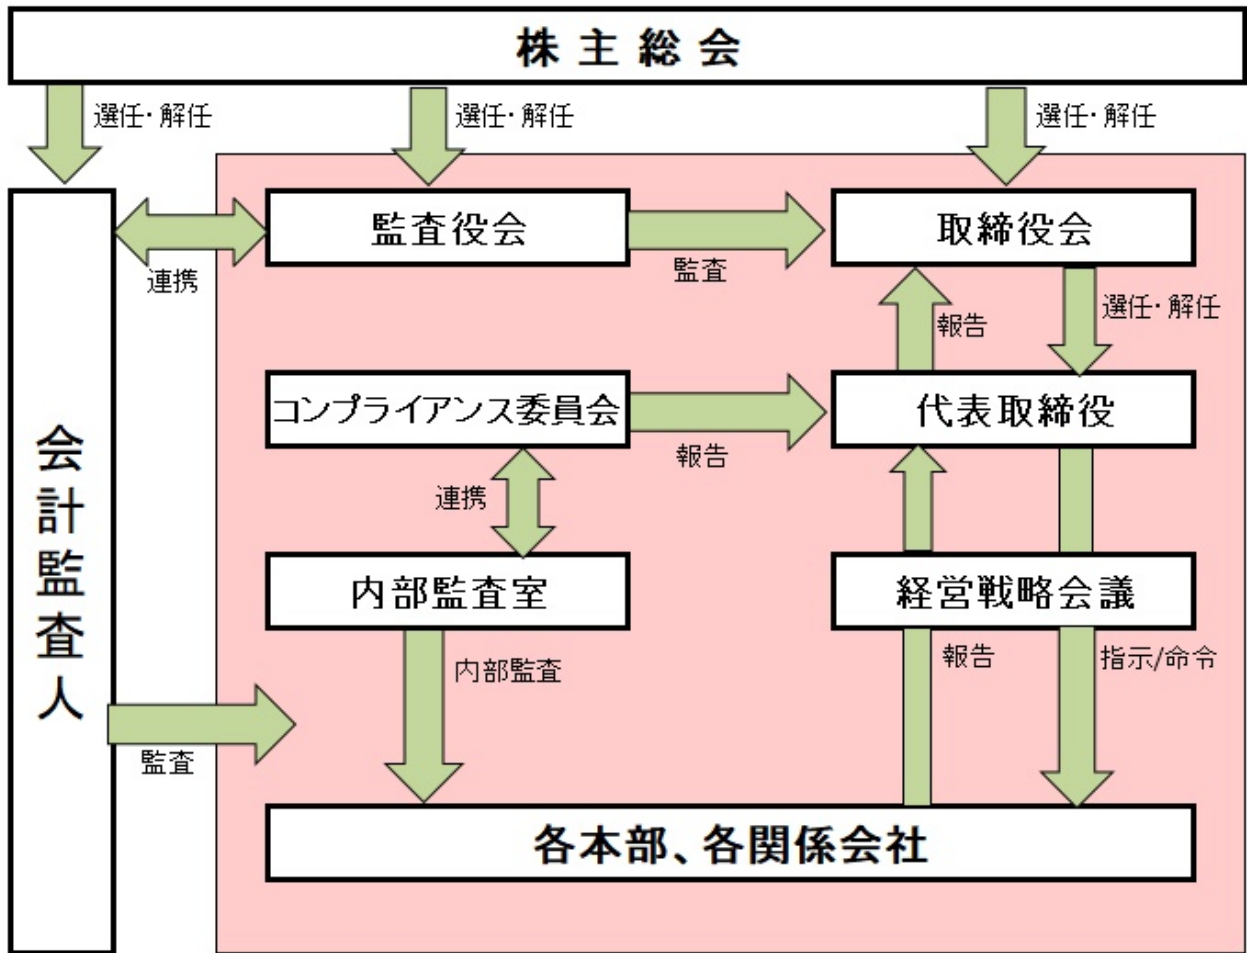 株主総会
選任・解任
選任・解任
選任・解任
監査役会
取締役会
連携
監査
報告
選任・解任
コンプライアンス委員会
代表取締役
報告
連携
会計監査人
内部監査室
経営戦略会議
内部監査
報告
指示/命令
監査
各本部、各関係会社